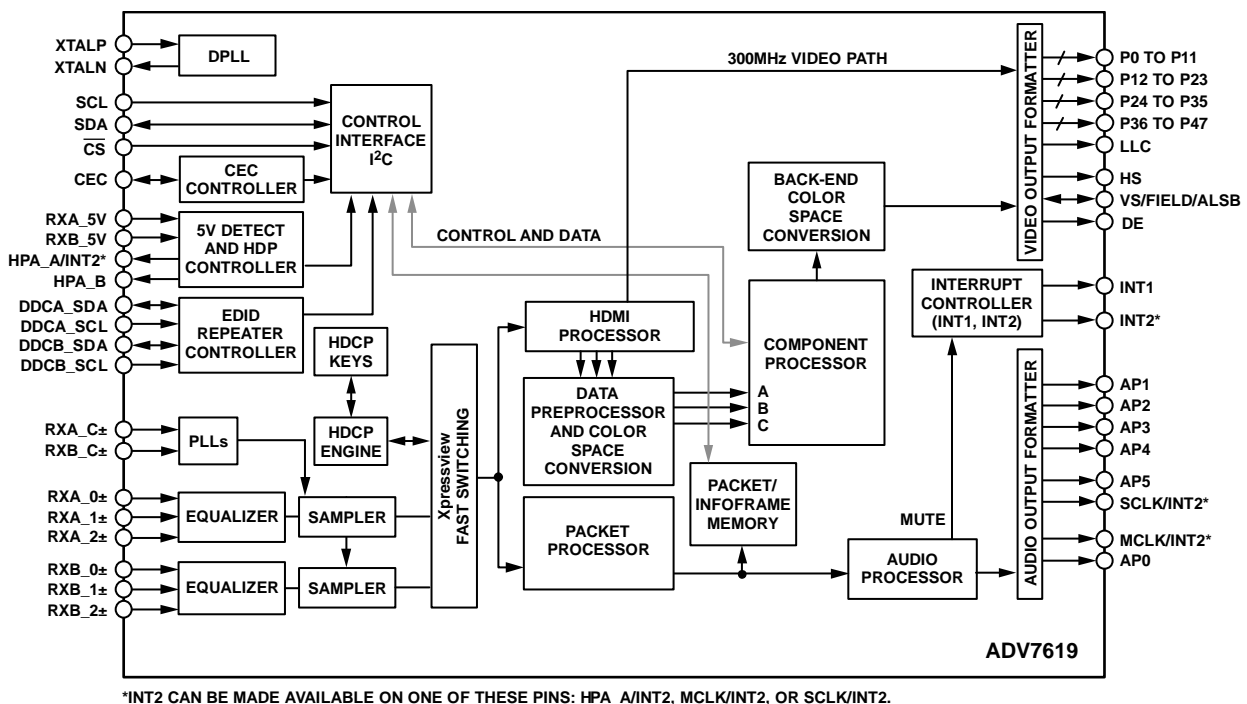 XTALP
XTALN
DPLL
SCL
SDA
CS
CEC
CEC
CONTROLLER
CONTROL
INTERFACE
I2C
RXA_5V
RXB_5V
HPA_A/INT2*
HPA_B
5V DETECT
AND HDP
CONTROLLER
DDCA_SDA
DDCA_SCL
DDCB_SDA
DDCB_SCL
EDID
REPEATER
CONTROLLER
HDCP
KEYS
HDCP
ENGINE
RXA_C±
RXB_C±
PLLs
RXA_0±
RXA_1±
RXA_2±
EQUALIZER
SAMPLER
RXB_0±
RXB_1±
RXB_2±
EQUALIZER
SAMPLER
Xpressview
FAST SWITCHING
CONTROL AND DATA
300MHz VIDEO PATH
HDMI
PROCESSOR
DATA
PREPROCESSOR
AND COLOR
SPACE
CONVERSION
PACKET
PROCESSOR
A
B
C
COMPONENT
PROCESSOR
BACK-END
COLOR
SPACE
CONVERSION
PACKET/
INFOFRAME
MEMORY
MUTE
AUDIO
PROCESSOR
INTERRUPT
CONTROLLER
(INT1, INT2)
VIDEO OUTPUT FORMATTER
AUDIO OUTPUT FORMATTER
P0 TO P11
P12 TO P23
P24 TO P35
P36 TO P47
LLC
HS
VS/FIELD/ALSB
DE
INT1
INT2*
AP1
AP2
AP3
AP4
AP5
SCLK/INT2*
MCLK/INT2*
AP0
ADV7619
*INT2 CAN BE MADE AVAILABLE ON ONE OF THESE PINS: HPA_A/INT2, MCLK/INT2, OR SCLK/INT2.